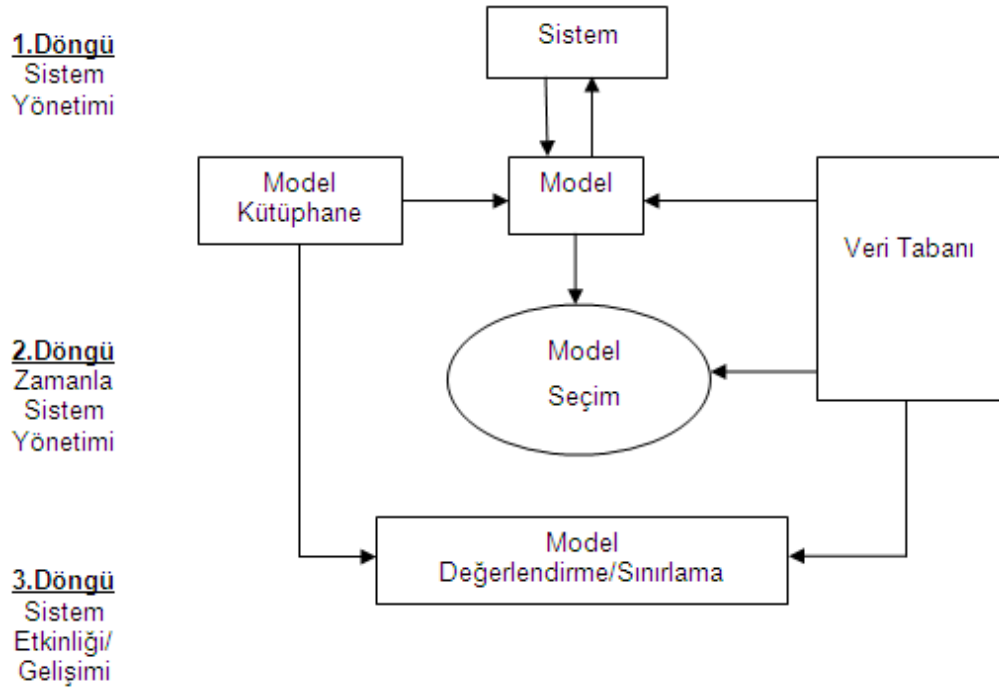 1.Döngü
Sistem
Yönetimi
Sistem
Model
Kütüphane
Model
Veri Tabanı
2.Döngü
Zamanla
Sistem
Yönetimi
Model
Seçim
3.Döngü
Sistem
Etkinliği/
Gelişimi
Model
Değerlendirme/Sınırlama